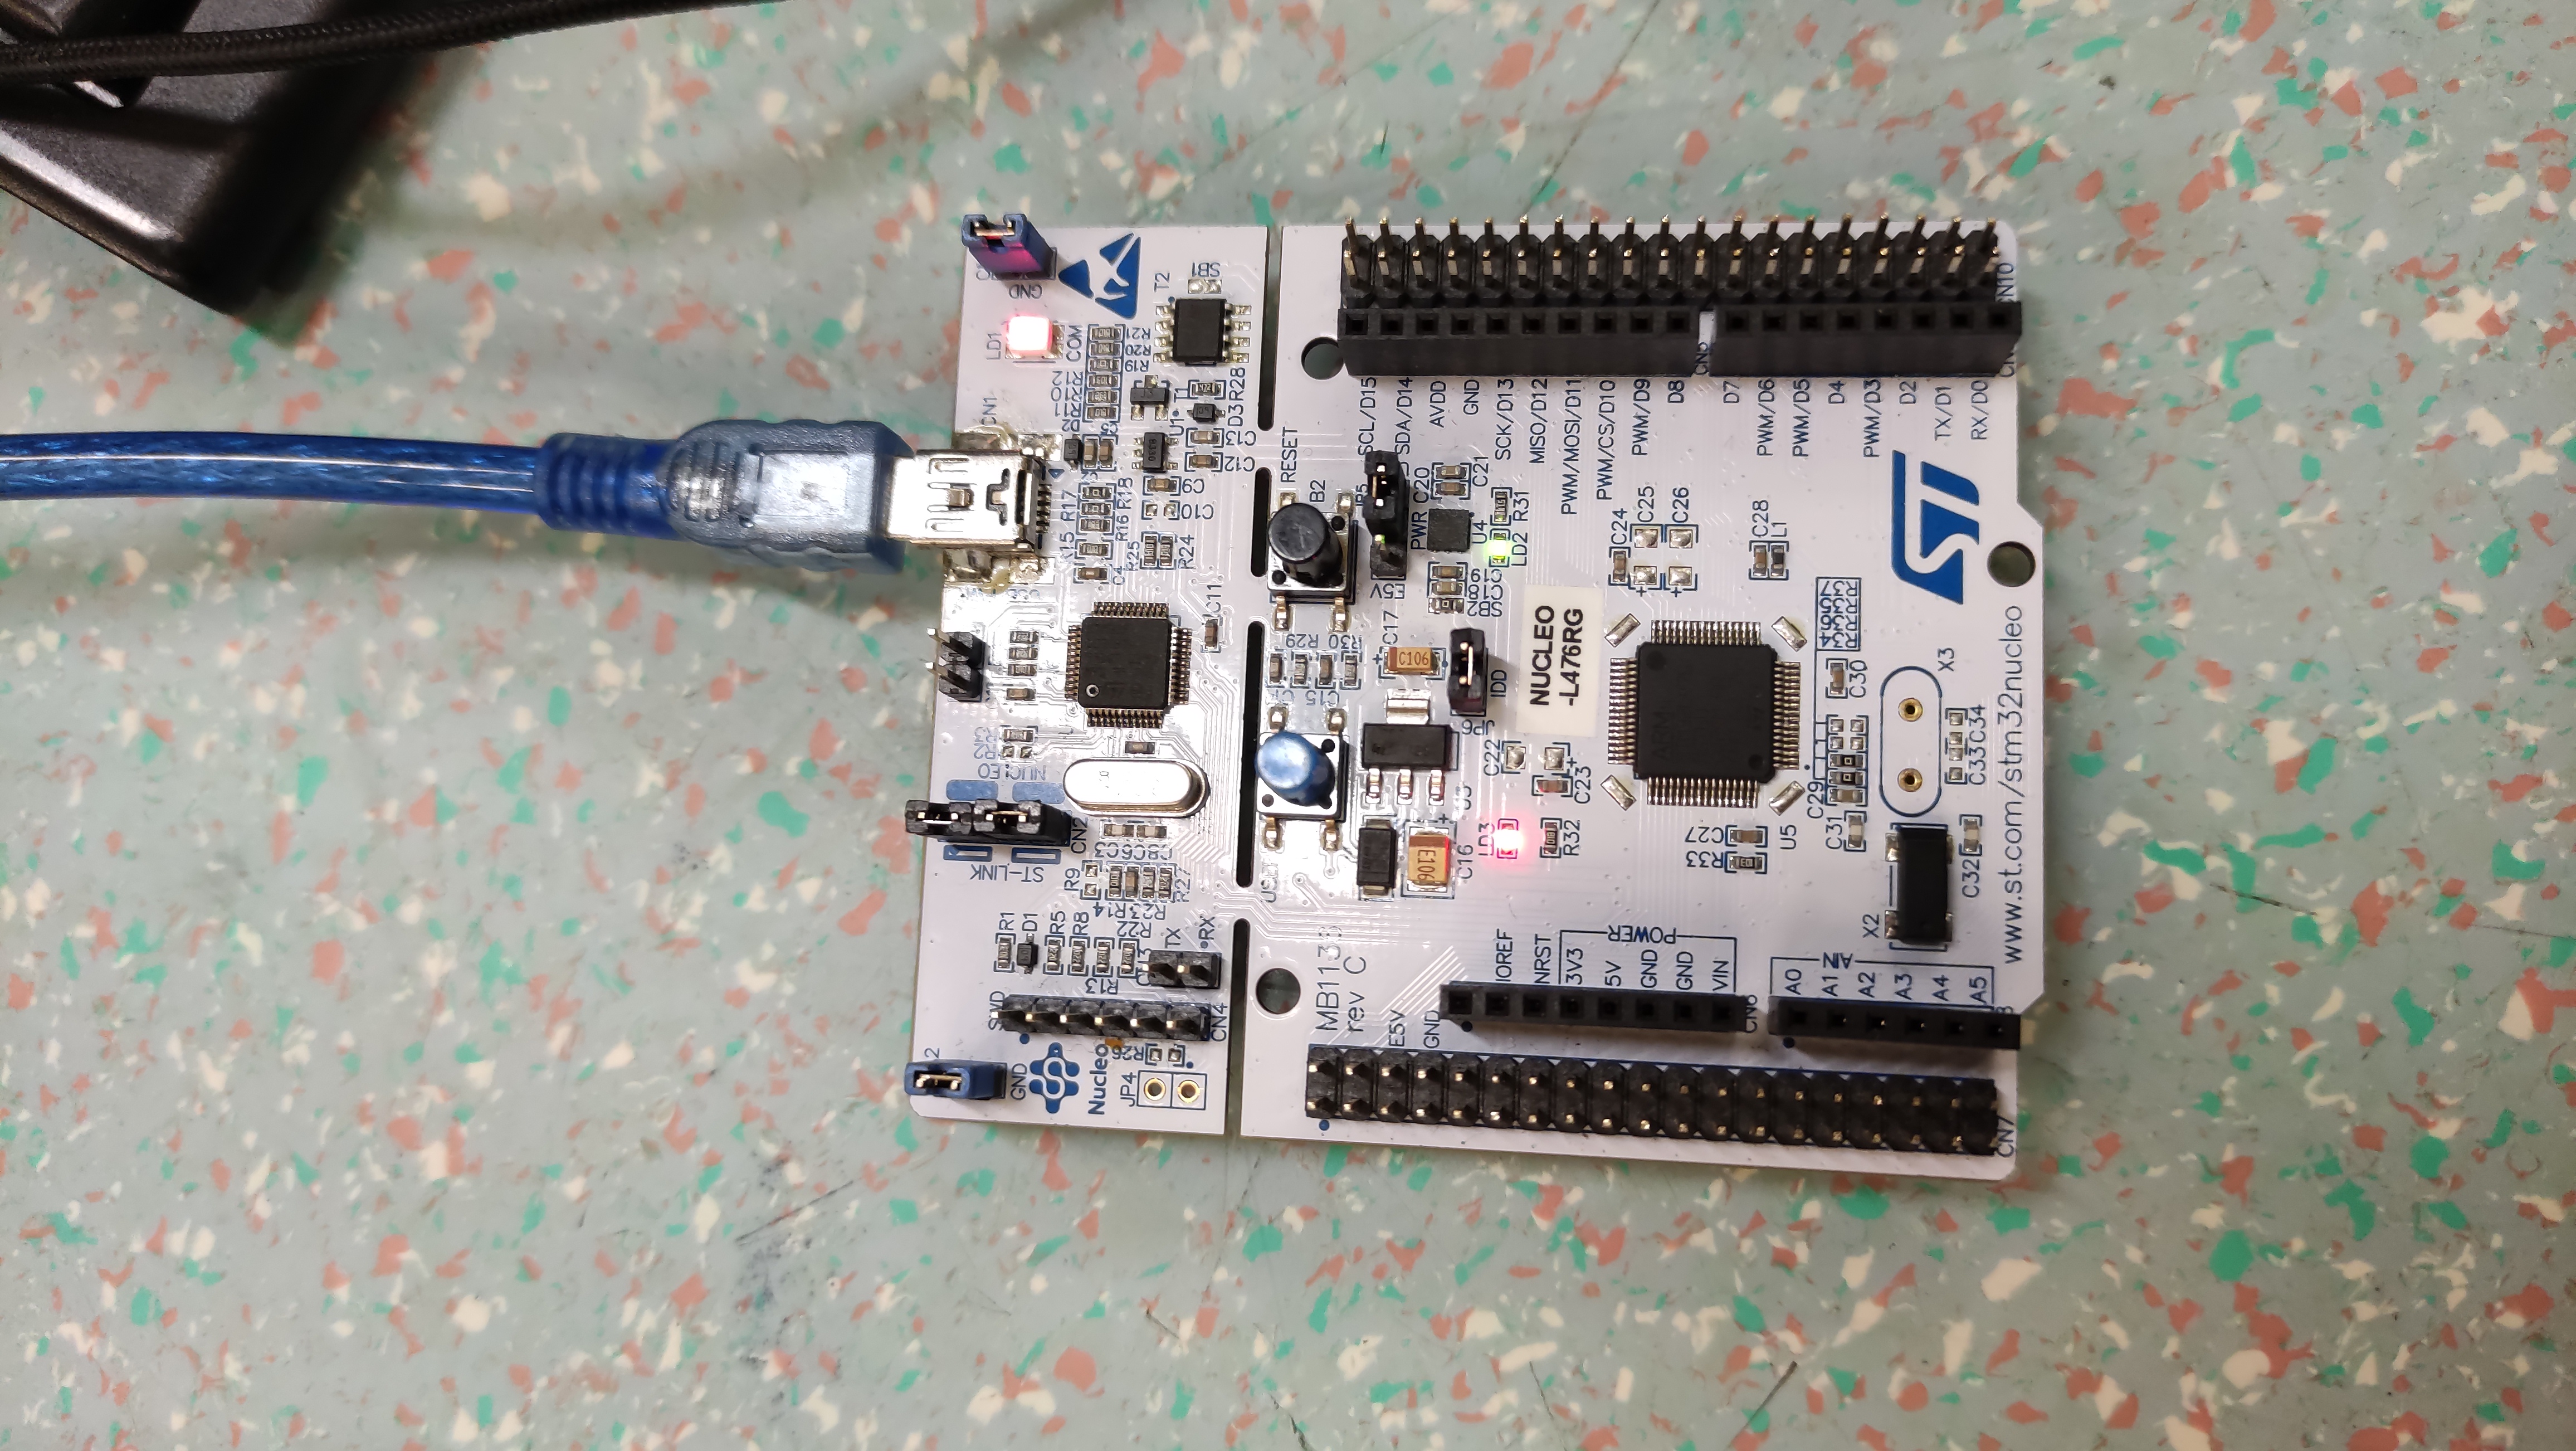 2
GND
Nucleo
JP4
R26
CN4
R1
D1
R5
R8
R13
R22
R14
R23
R9
R27
TX
RX
ST-LINK
NUCLEO
CN2
R2
R3
CN1
LD1
COM
GND
R15
R17
R16
R18
C4
R25
R24
C10
C9
R11
R10
R12
R19
R20
T2
T1
SB1
C12
C13
D3
R28
C11
RESET
B2
C15
R29
R30
rev C
E5V
GND
IOREF
NRST
3V3
5V
GND
GND
VIN
POWER
CN6
A0
A1
A2
A3
A4
A5
AIN
CN7
E106
C16
C106
C17
JP6
IDD
E5V
PWR
C20
SB2
C18
C19
U4
C21
LD3
R32
C22
C23
LD2
R31
NUCLEO
-L476RG
C24
C25
C26
R33
C27
U5
C28
L1
C29
C31
C30
R34
R36
R35
R37
X2
X3
C32
C33
C34
ST
www.st.com/stm32nucleo
SCL/D15
SDA/D14
AVDD
GND
SCK/D13
MISO/D12
PWM/MOSI/D11
PWM/CS/D10
PWM/D9
D8
CN5
D7
PWM/D6
PWM/D5
D4
PWM/D3
D2
TX/D1
RX/D0
CN10